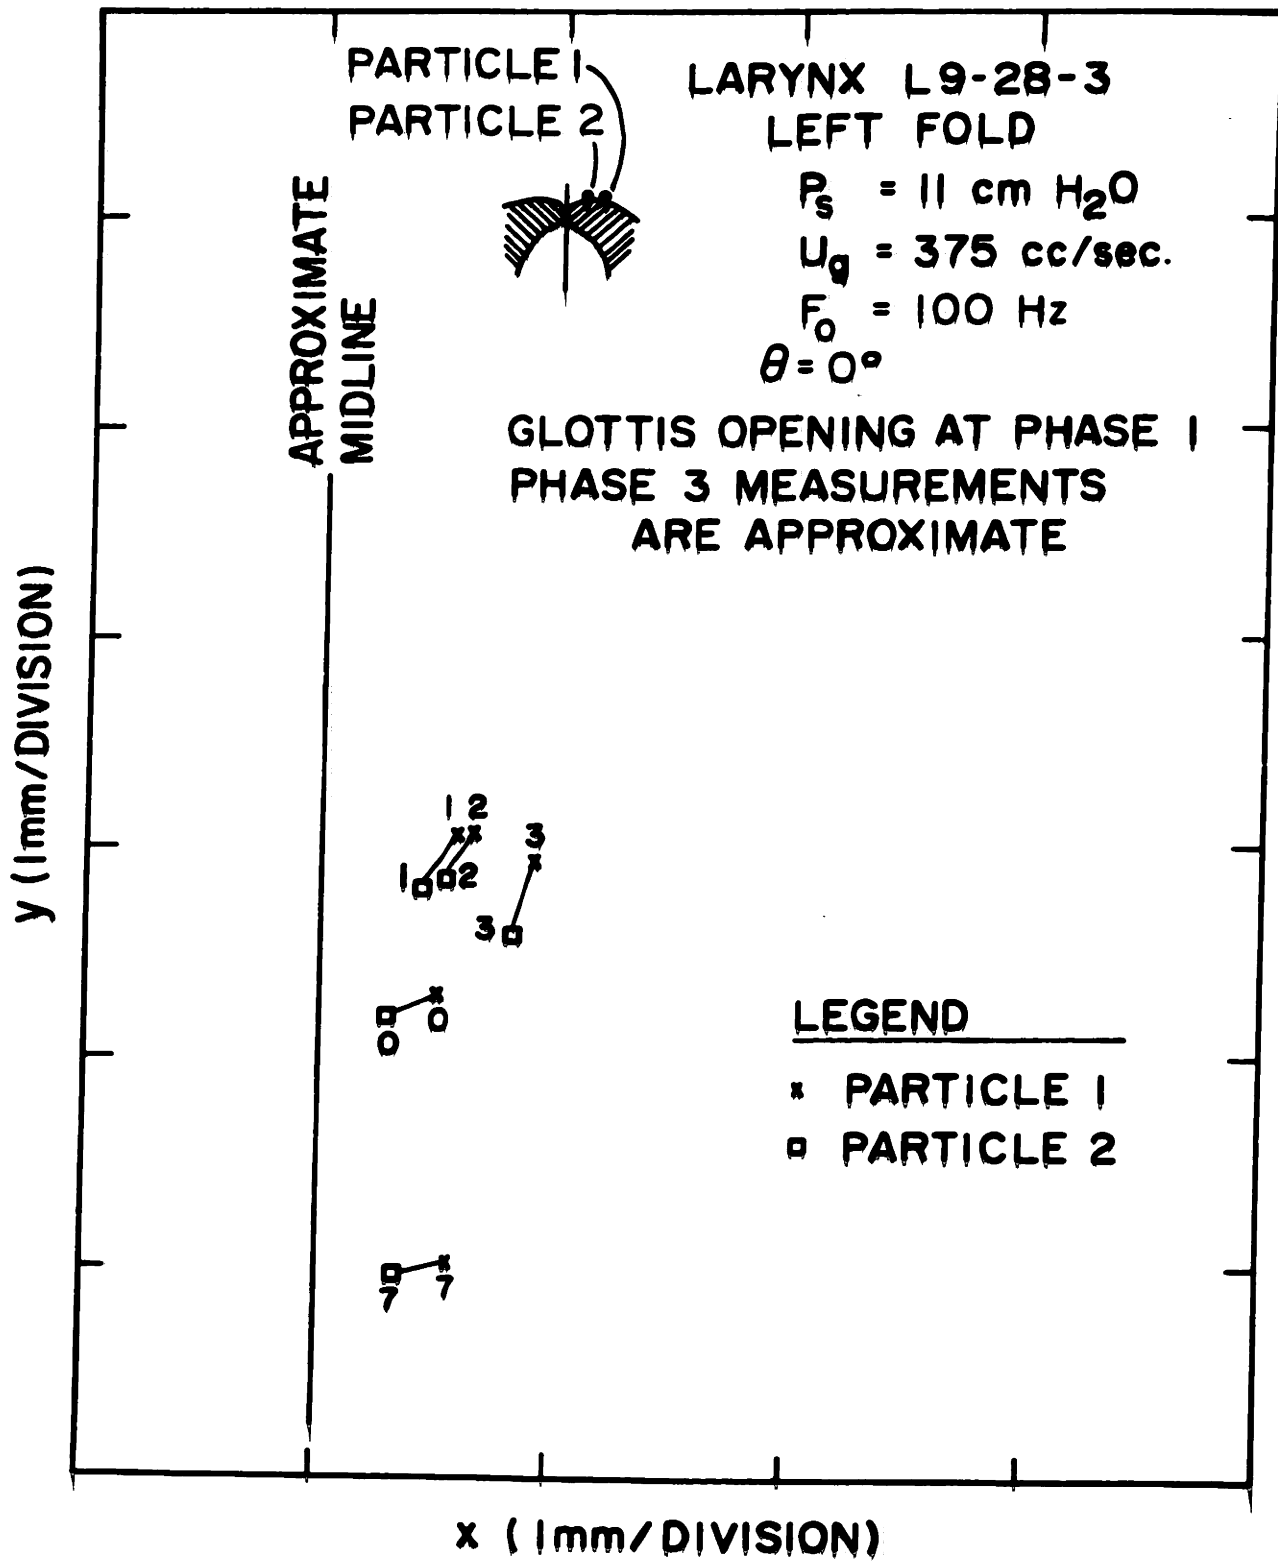 PARTICLE 1
PARTICLE 2
LARYNX L9-28-3
LEFT FOLD
Ps = 11 cm H2O
Ug = 375 cc/sec.
Fo = 100 Hz
θ = 0°
APPROXIMATE
MIDLINE
GLOTTIS OPENING AT PHASE 1
PHASE 3 MEASUREMENTS
ARE APPROXIMATE
y (1mm/DIVISION)
1 2
3
1 2
3
0 0
7 7
LEGEND
x PARTICLE 1
□ PARTICLE 2
x (1mm/DIVISION)